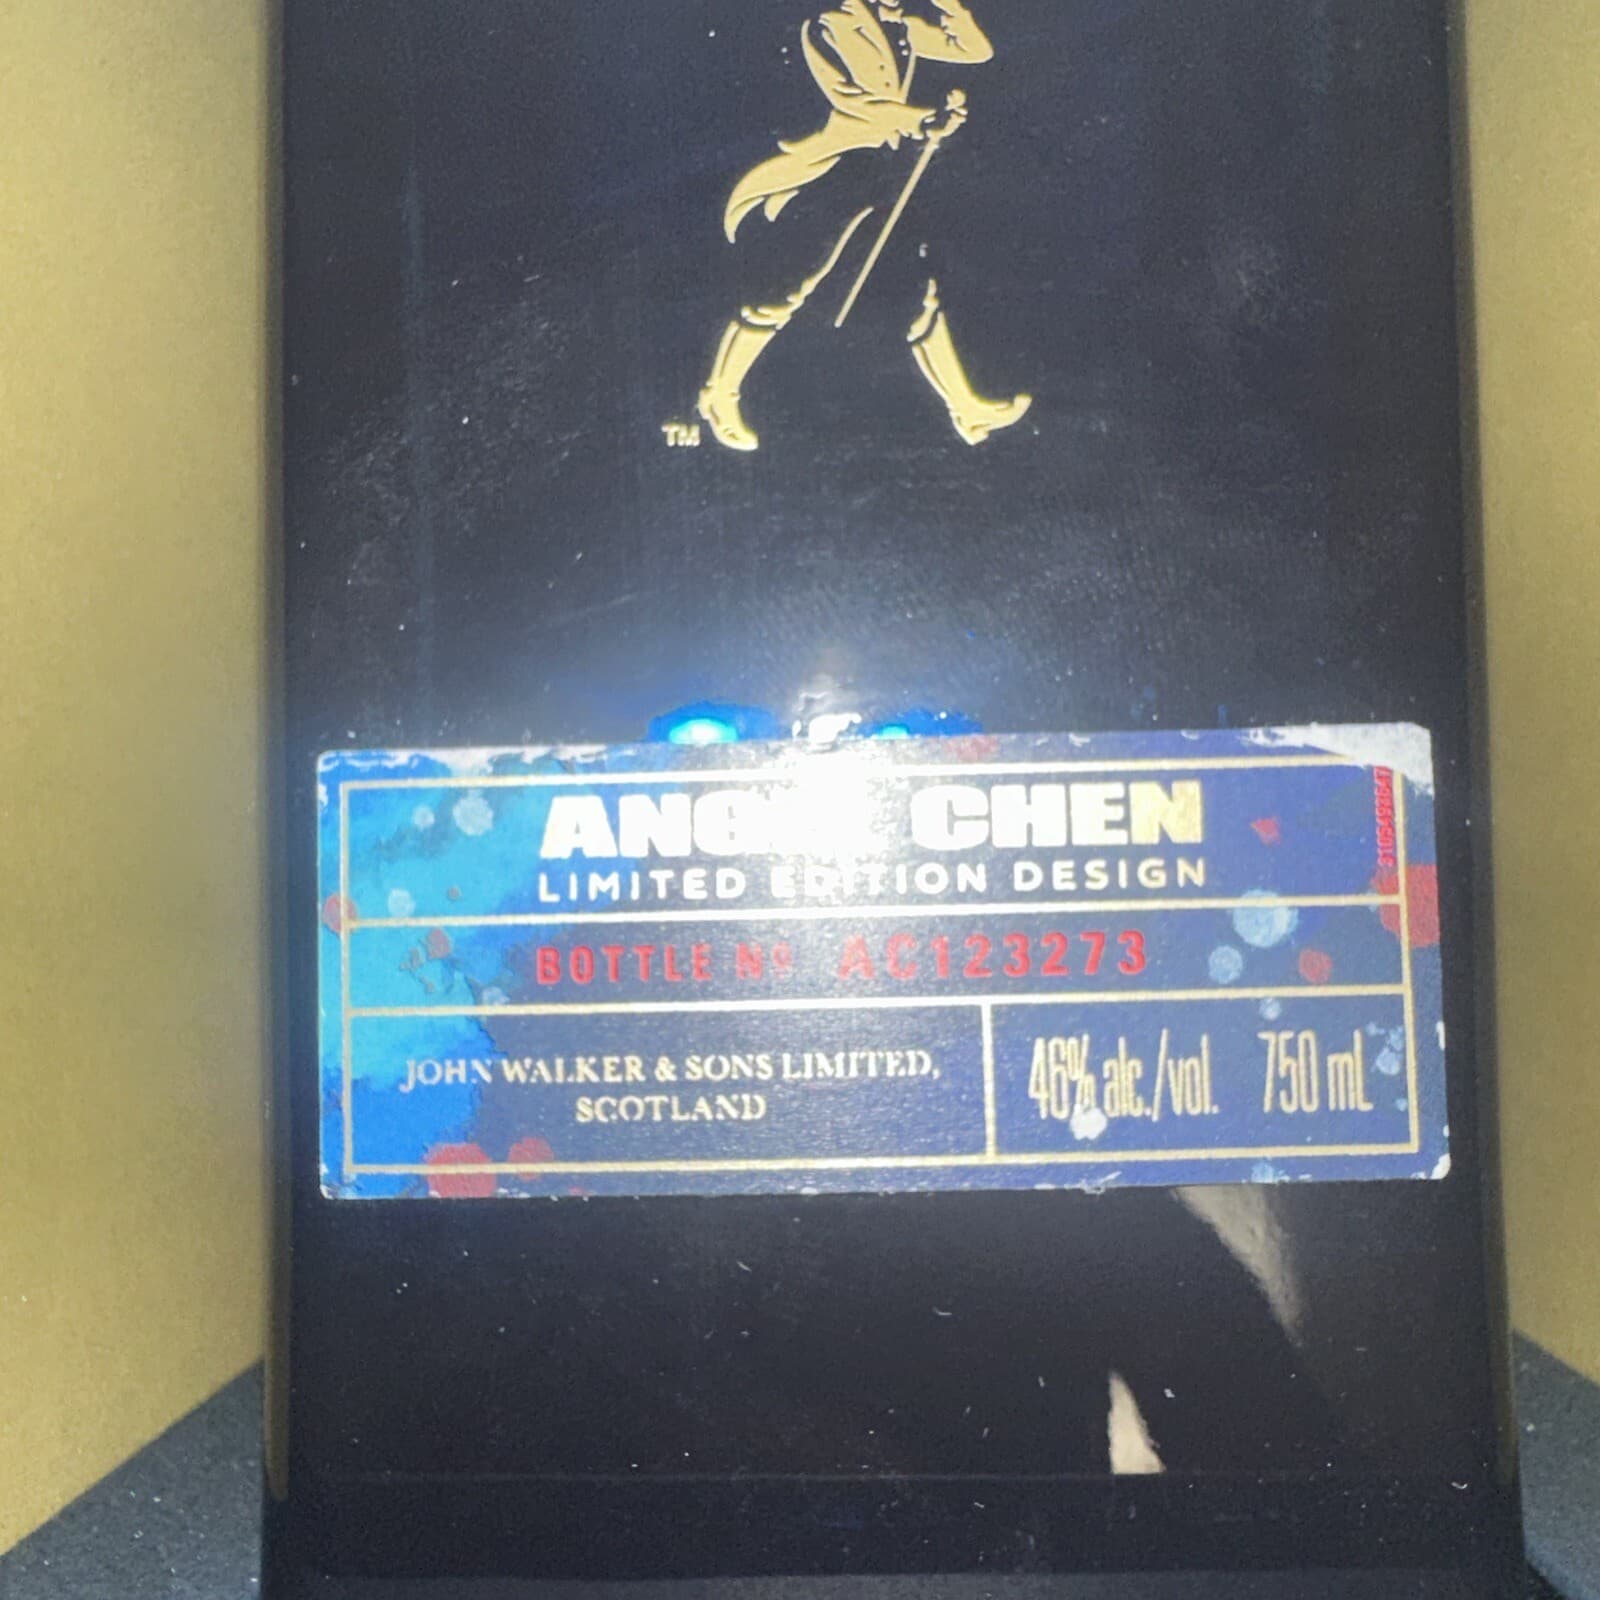 TM
CHEN
LIMITED EDITION DESIGN
BOTTLE Nº AC123273
JOHN WALKER & SONS LIMITED,
SCOTLAND
46% alc./vol. 750 mL